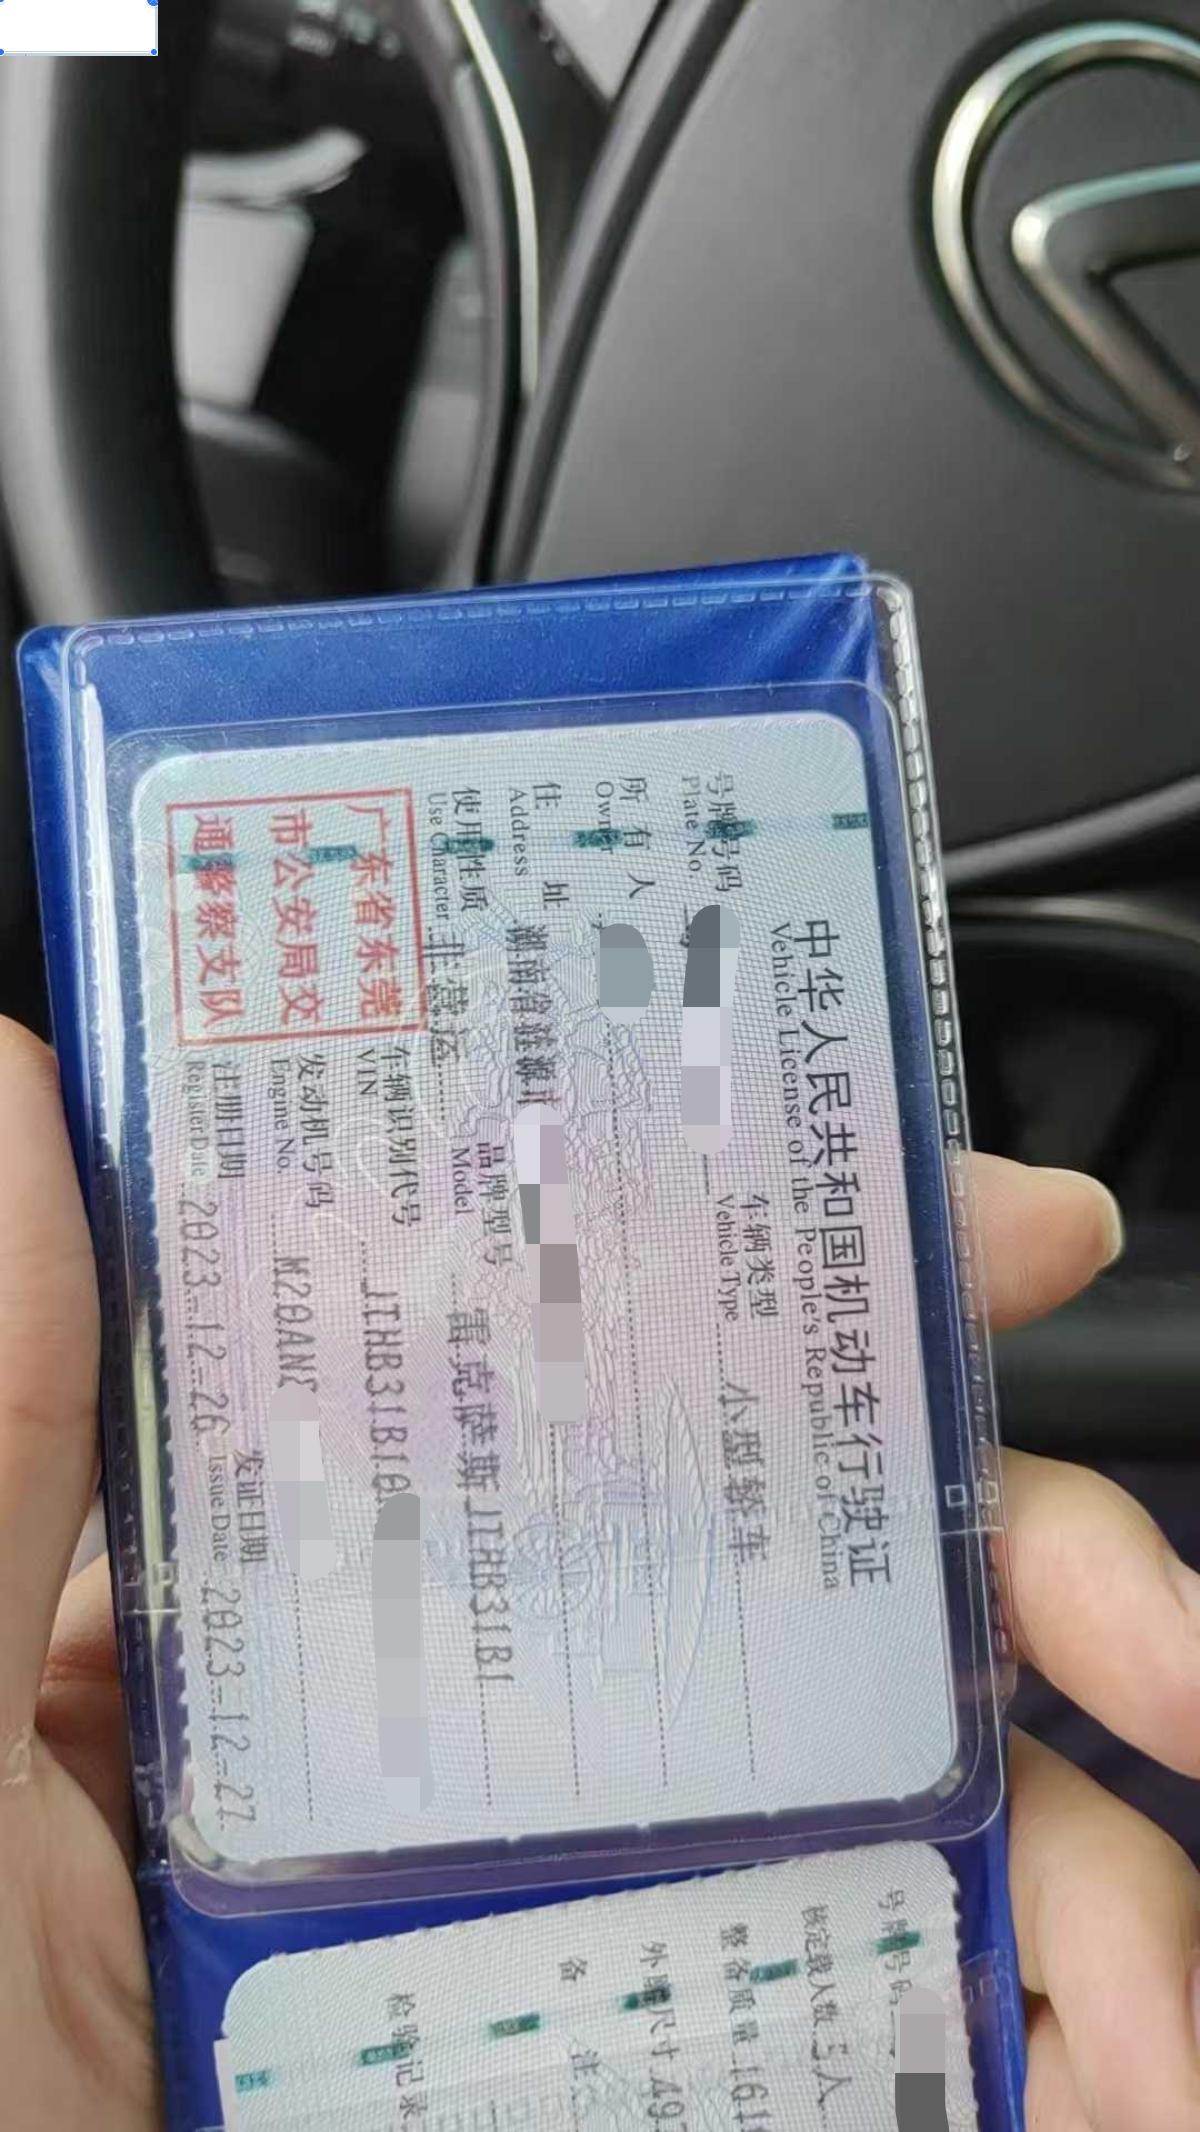 中华人民共和国机动车行驶证
Vehicle License of the People's Republic of China
号牌号码
Plate No.
车辆类型
Vehicle Type
小型轿车
所有人
Owner
住址
Address
湖南省
使用性质
Use Character
非营运
品牌型号
Model
雷克萨斯JTHB31B1
广东省东莞
市公安局交
通警察支队
车辆识别代号
VIN
JTHB31B10
发动机号码
Engine No.
M20A
注册日期
Register Date
2023-12-26
发证日期
Issue Date
2023-12-27
号牌号码
核定载人数 5人
整备质量 161
外廓尺寸 497
备注
检验记录